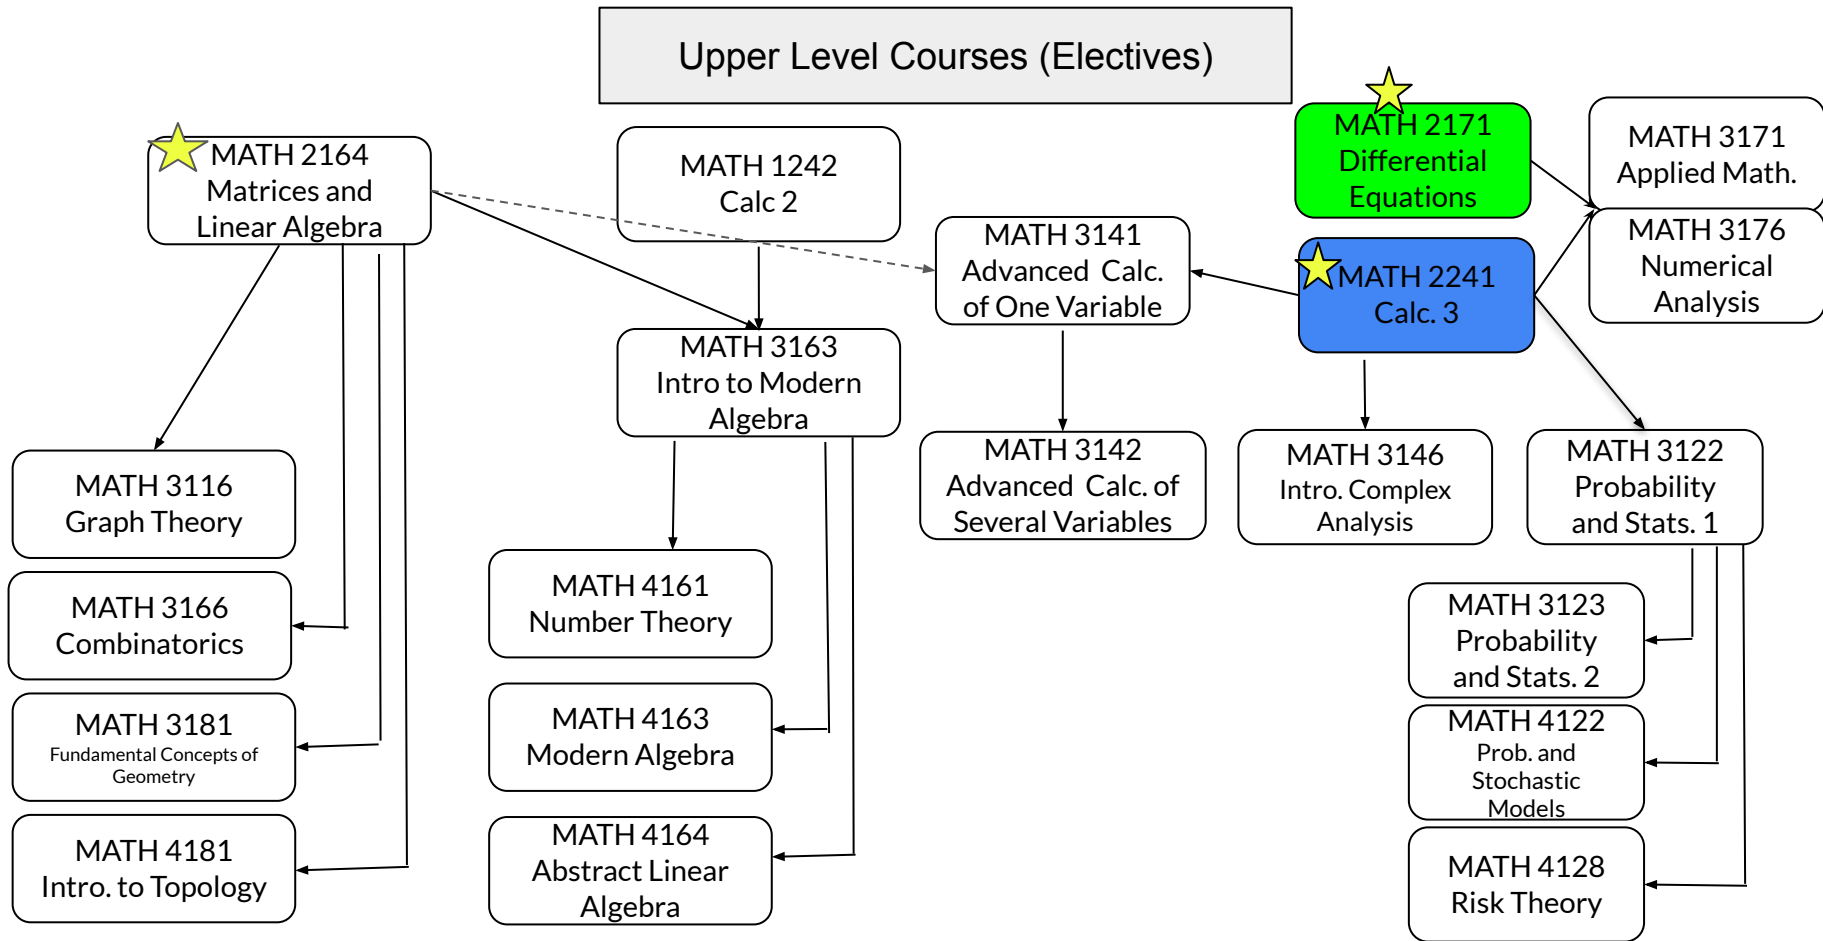 Upper Level Courses (Electives)
MATH 2164
Matrices and
Linear Algebra
MATH 1242
Calc 2
MATH 2171
Differential
Equations
MATH 3171
Applied Math.
MATH 3141
Advanced Calc.
of One Variable
MATH 2241
Calc. 3
MATH 3176
Numerical
Analysis
MATH 3163
Intro to Modern
Algebra
MATH 3116
Graph Theory
MATH 3142
Advanced Calc. of
Several Variables
MATH 3146
Intro. Complex
Analysis
MATH 3122
Probability
and Stats. 1
MATH 3166
Combinatorics
MATH 4161
Number Theory
MATH 3123
Probability
and Stats. 2
MATH 3181
Fundamental Concepts of
Geometry
MATH 4163
Modern Algebra
MATH 4122
Prob. and
Stochastic
Models
MATH 4181
Intro. to Topology
MATH 4164
Abstract Linear
Algebra
MATH 4128
Risk Theory